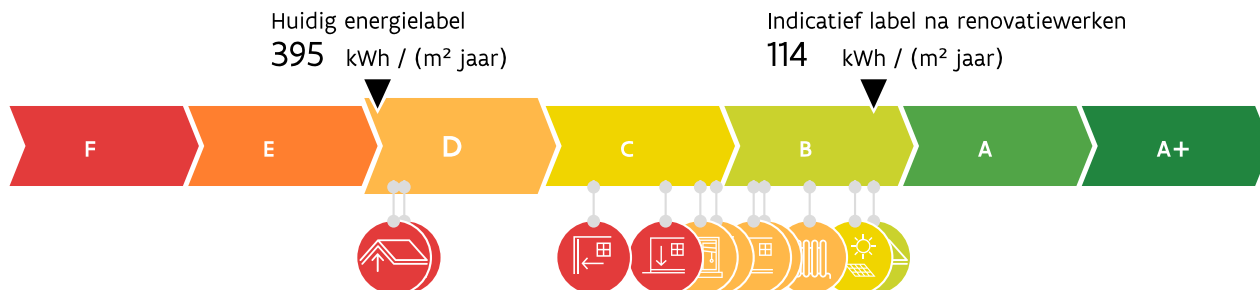 Huidig energielabel
395 kWh / (m² jaar)
Indicatief label na renovatiewerken
114 kWh / (m² jaar)
F E D C B A A+